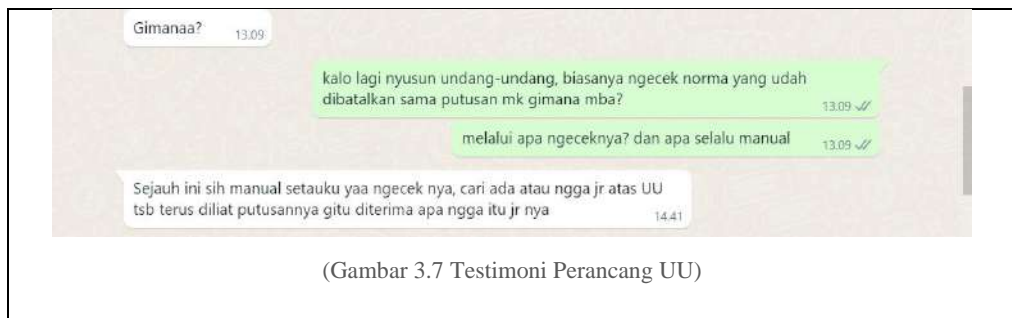 Gimanaa? 13.09
kalo lagi nyusun undang-undang, biasanya ngecek norma yang udah
dibatalkan sama putusan mk gimana mba? 13.09
melalui apa ngeceknya? dan apa selalu manual 13.09
Sejauh ini sih manual setauku yaa ngecek nya, cari ada atau ngga jr atas UU
tsb terus diliat putusannya gitu diterima apa ngga itu jr nya 14.41
(Gambar 3.7 Testimoni Perancang UU)